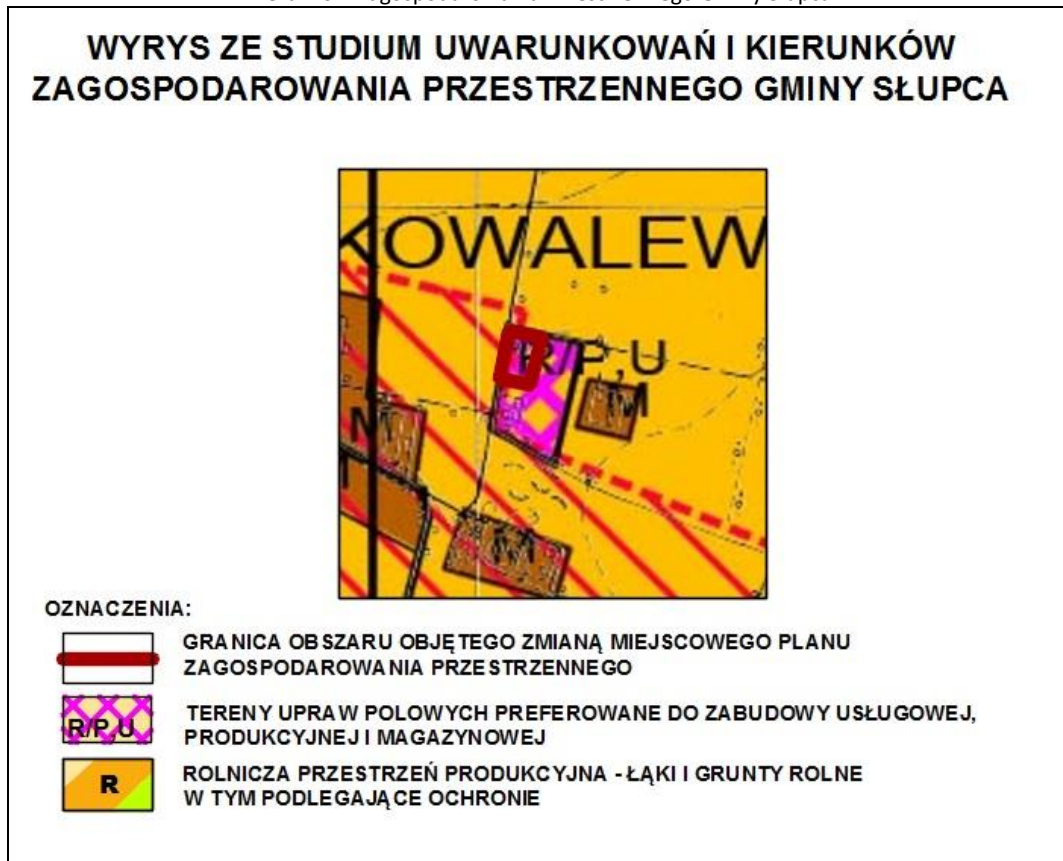 WYRYS ZE STUDIUM UWARUNKOWAŃ I KIERUNKÓW
ZAGOSPODAROWANIA PRZESTRZENNEGO GMINY SŁUPCA
KOWALEW
R/P,U
M
M
M
OZNACZENIA:
GRANICA OBSZARU OBJĘTEGO ZMIANĄ MIEJSCOWEGO PLANU
ZAGOSPODAROWANIA PRZESTRZENNEGO
R/P,U
TERENY UPRAW POLOWYCH PREFEROWANE DO ZABUDOWY USŁUGOWEJ,
PRODUKCYJNEJ I MAGAZYNOWEJ
R
ROLNICZA PRZESTRZEŃ PRODUKCYJNA - ŁĄKI I GRUNTY ROLNE
W TYM PODLEGAJĄCE OCHRONIE